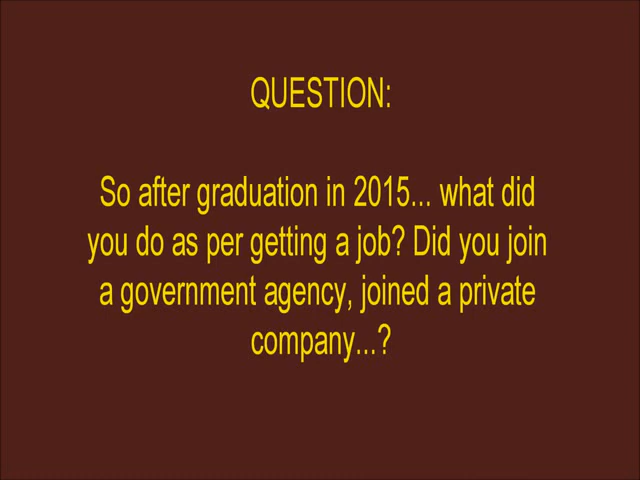 QUESTION:
So after graduation in 2015... what did
you do as per getting a job? Did you join
a government agency, joined a private
company...?